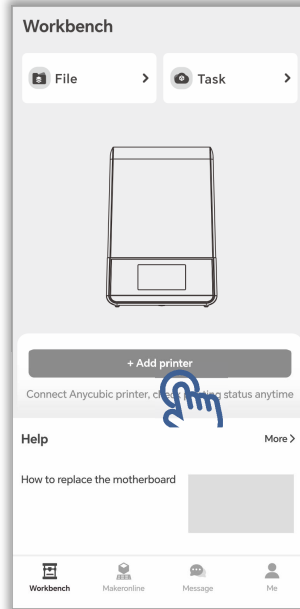 Workbench
File
Task
+ Add printer
Connect Anycubic printer, check printing status anytime
Help
More
How to replace the motherboard
Workbench
Makeronline
Message
Me